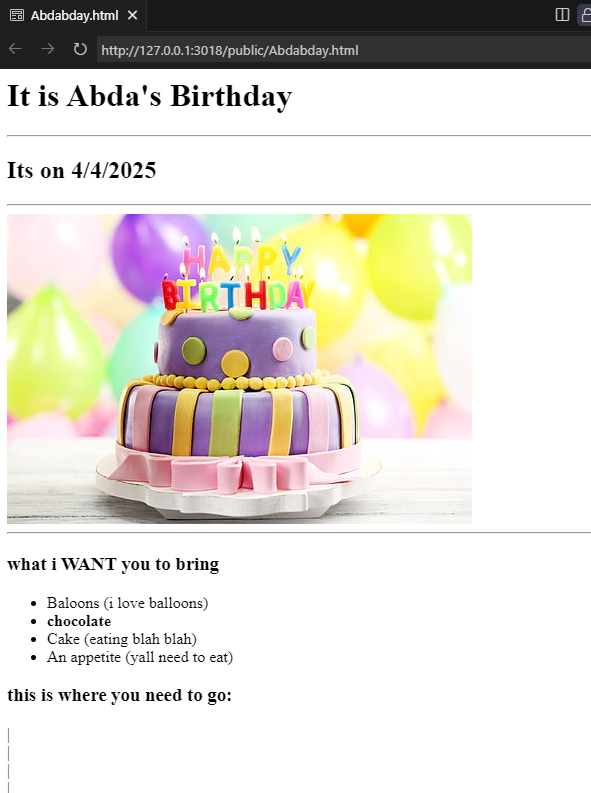 Abdabday.html
http://127.0.0.1:3018/public/Abdabday.html
It is Abda's Birthday
Its on 4/4/2025
HAPPY
BIRTHDAY
what i WANT you to bring
Baloons (i love balloons)
chocolate
Cake (eating blah blah)
An appetite (yall need to eat)
this is where you need to go:
|
|
|
|